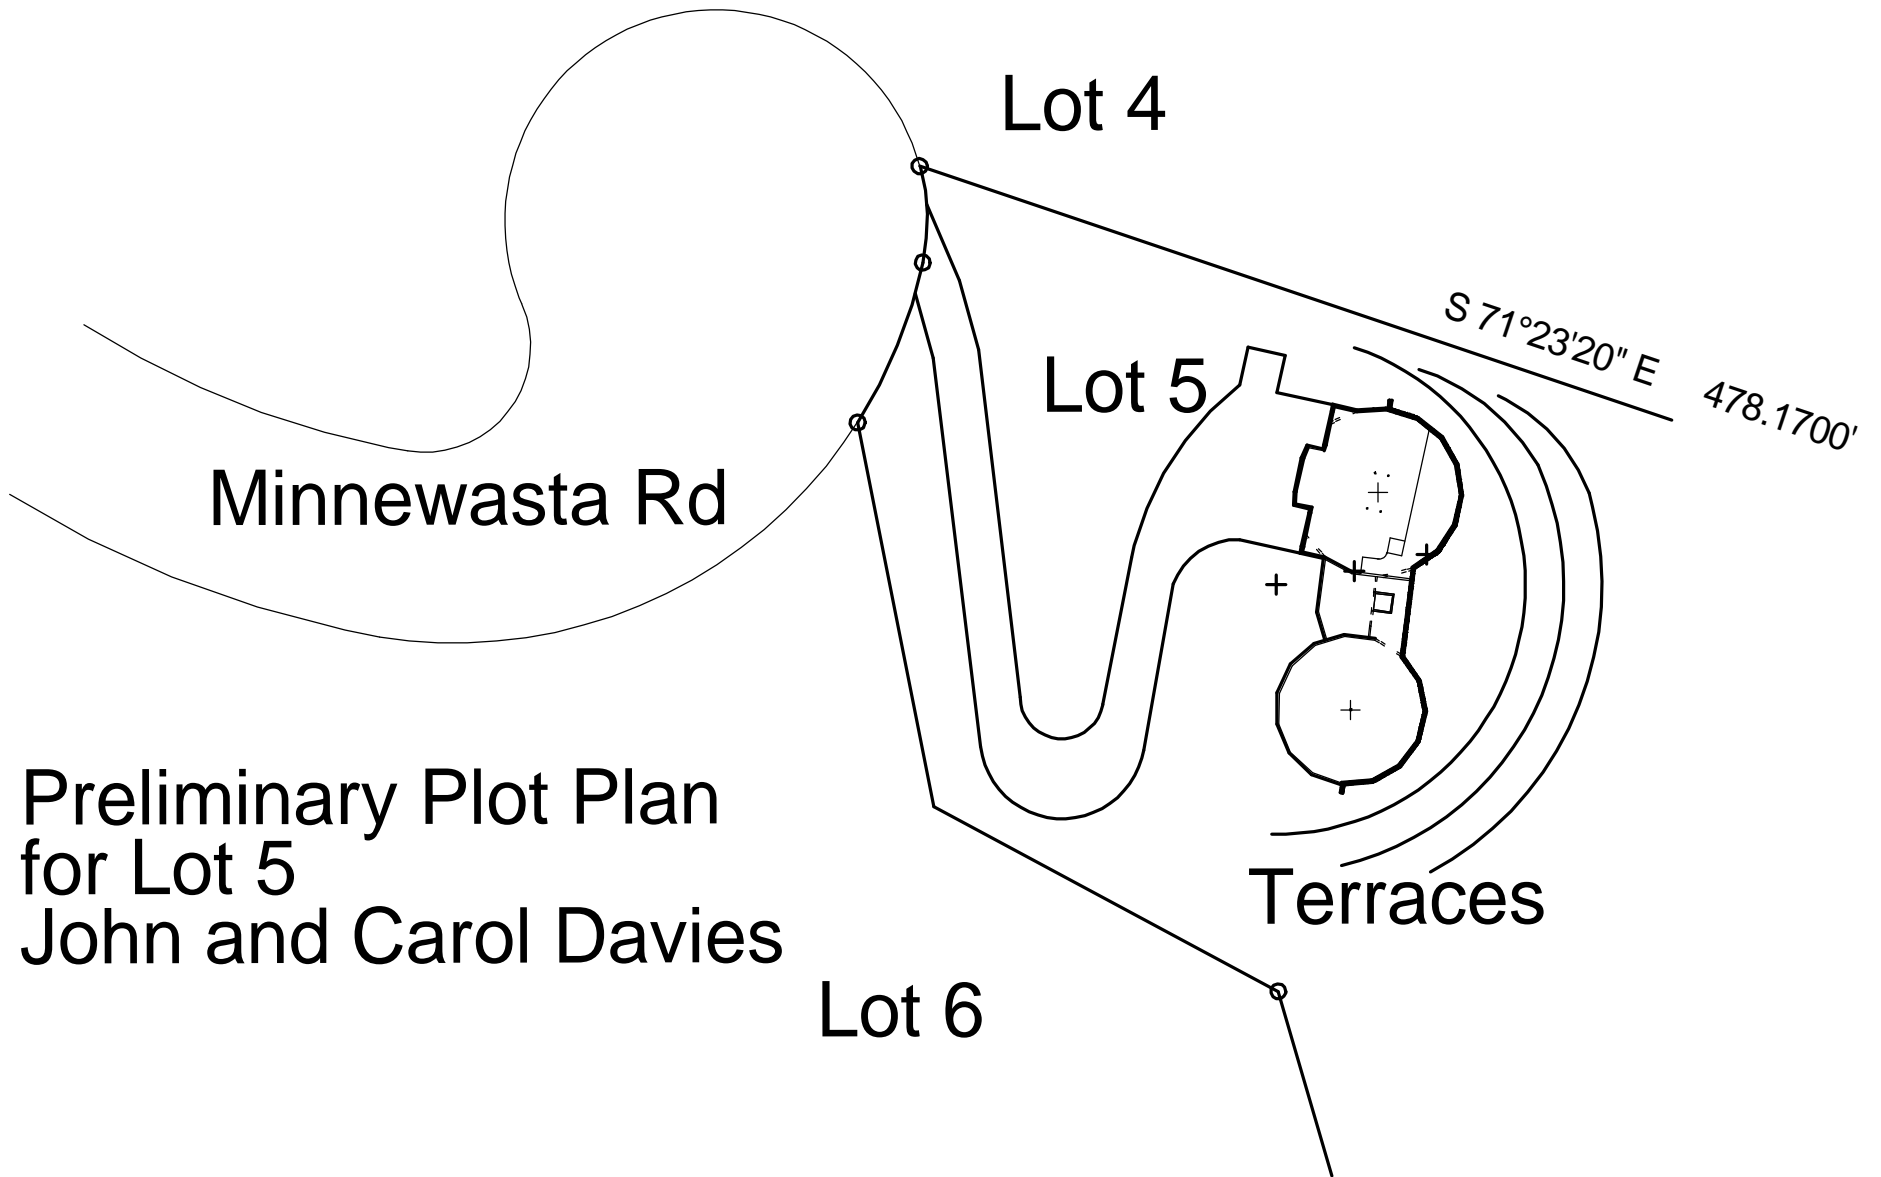 Lot 4
S 71°23'20" E 478.1700'
Lot 5
Minnewasta Rd
Preliminary Plot Plan
for Lot 5
John and Carol Davies
Terraces
Lot 6